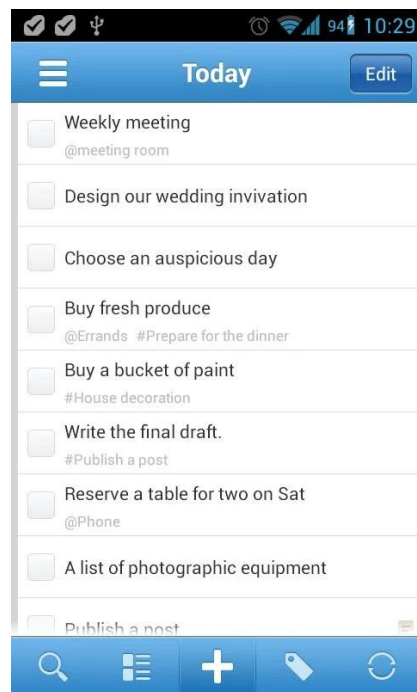 94 10:29
Today
Edit
Weekly meeting
@meeting room
Design our wedding invivation
Choose an auspicious day
Buy fresh produce
@Errands #Prepare for the dinner
Buy a bucket of paint
#House decoration
Write the final draft.
#Publish a post
Reserve a table for two on Sat
@Phone
A list of photographic equipment
Publish a post